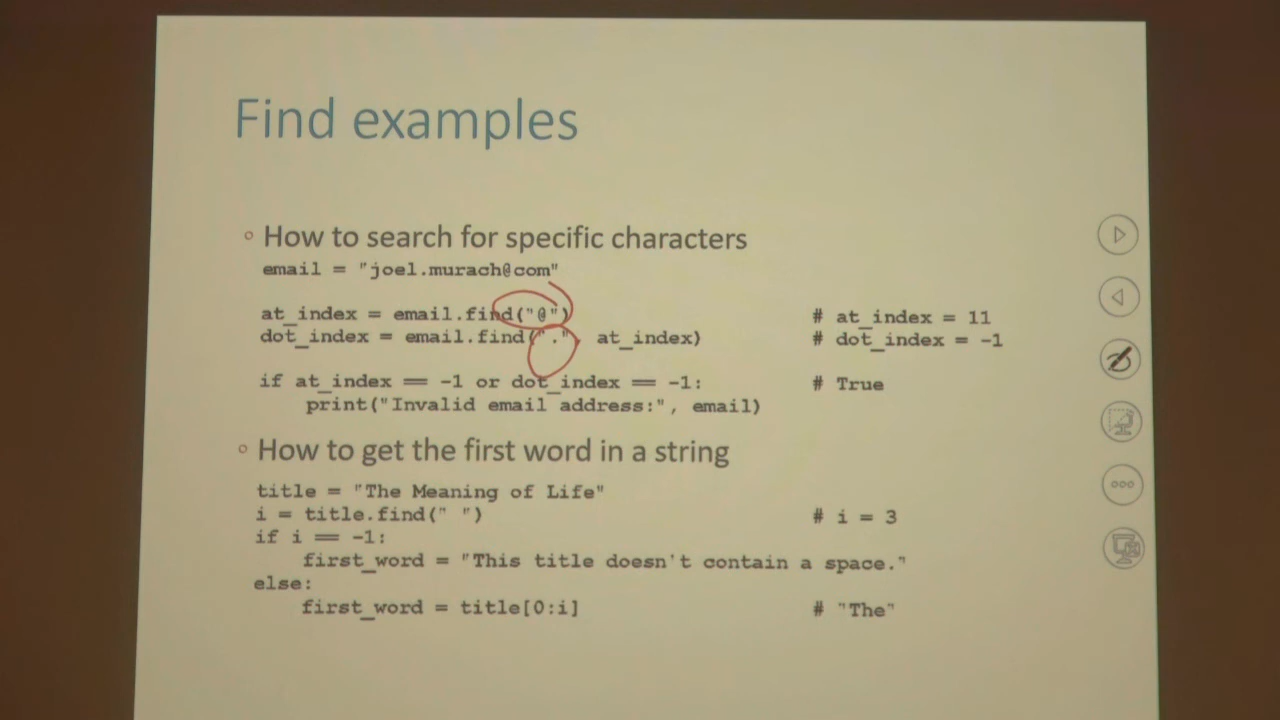 Find examples
How to search for specific characters
email = "joel.murach@com"
at_index = email.find("@") # at_index = 11
dot_index = email.find(".", at_index) # dot_index = -1
if at_index == -1 or dot_index == -1: # True
print("Invalid email address:", email)
How to get the first word in a string
title = "The Meaning of Life"
i = title.find(" ") # i = 3
if i == -1:
first_word = "This title doesn't contain a space."
else:
first_word = title[0:i] # "The"